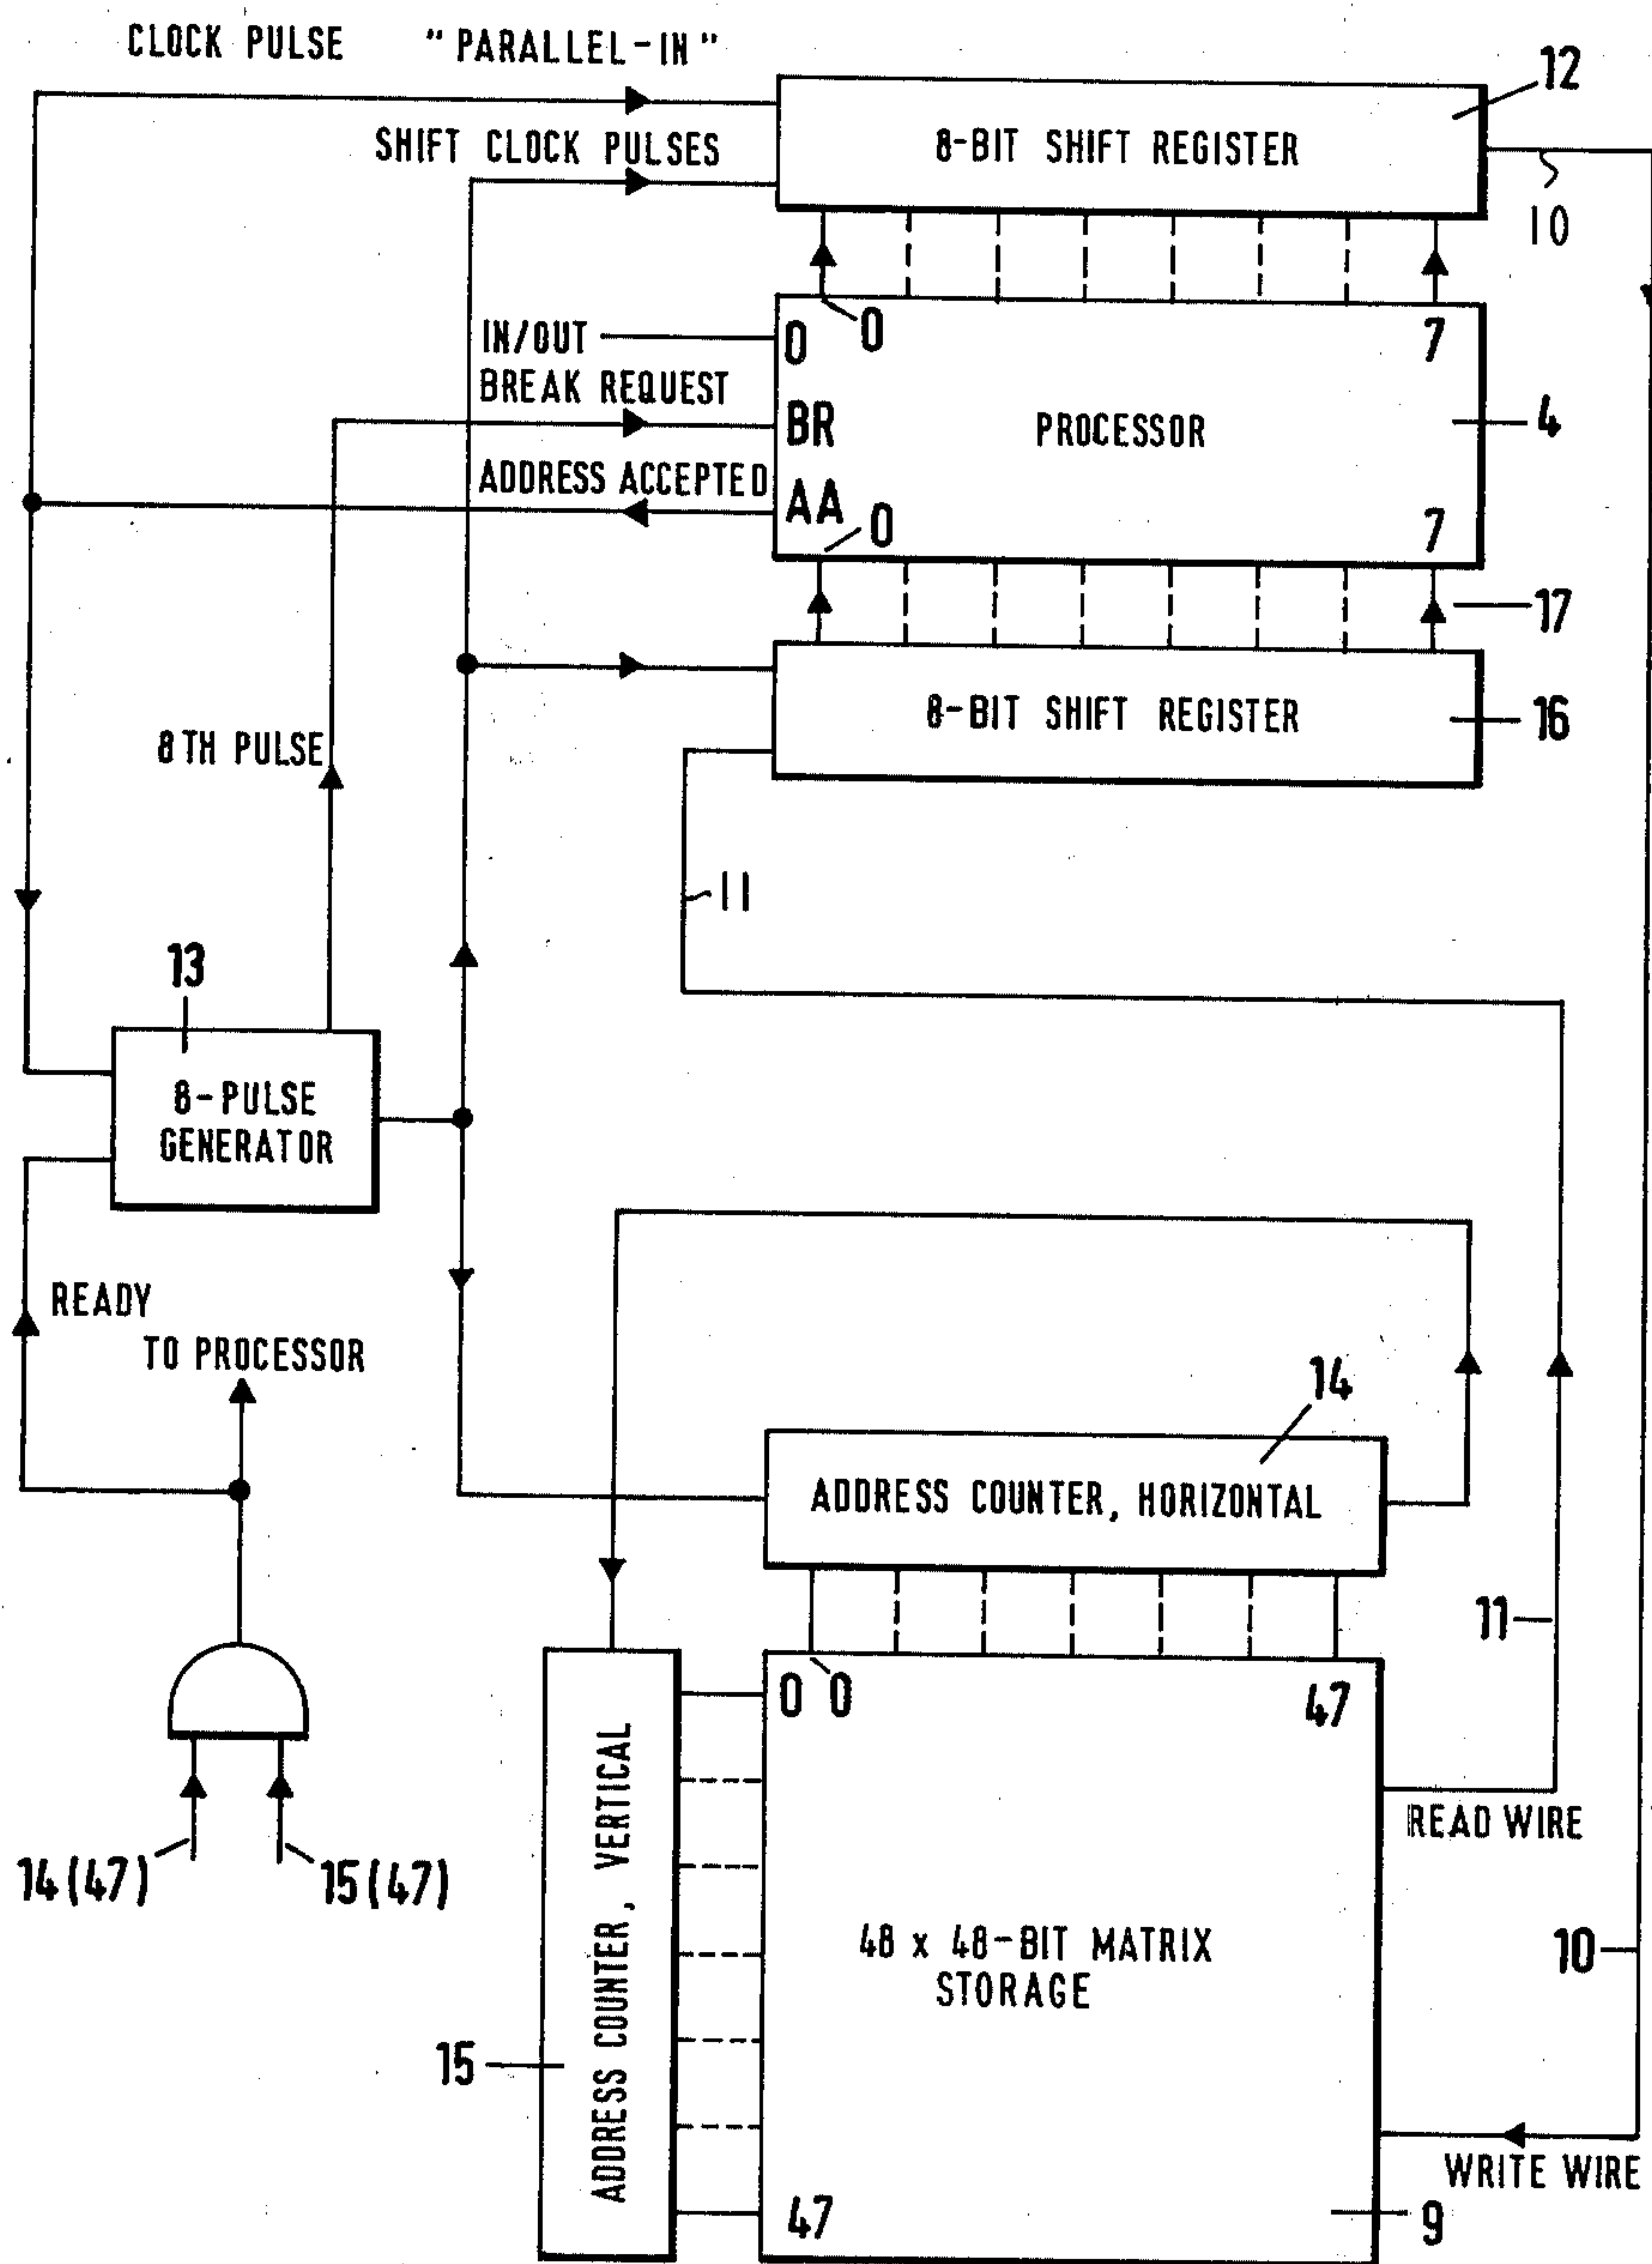 CLOCK PULSE "PARALLEL-IN"
12
SHIFT CLOCK PULSES
8-BIT SHIFT REGISTER
10
IN/OUT
0
0
7
BREAK REQUEST
BR
PROCESSOR
4
ADDRESS ACCEPTED
AA
0
7
17
8-BIT SHIFT REGISTER
16
8TH PULSE
11
13
8-PULSE
GENERATOR
READY
TO PROCESSOR
14
ADDRESS COUNTER, HORIZONTAL
11
0
0
47
READ WIRE
14(47)
15(47)
ADDRESS COUNTER, VERTICAL
48 x 48-BIT MATRIX
STORAGE
10
15
WRITE WIRE
47
9